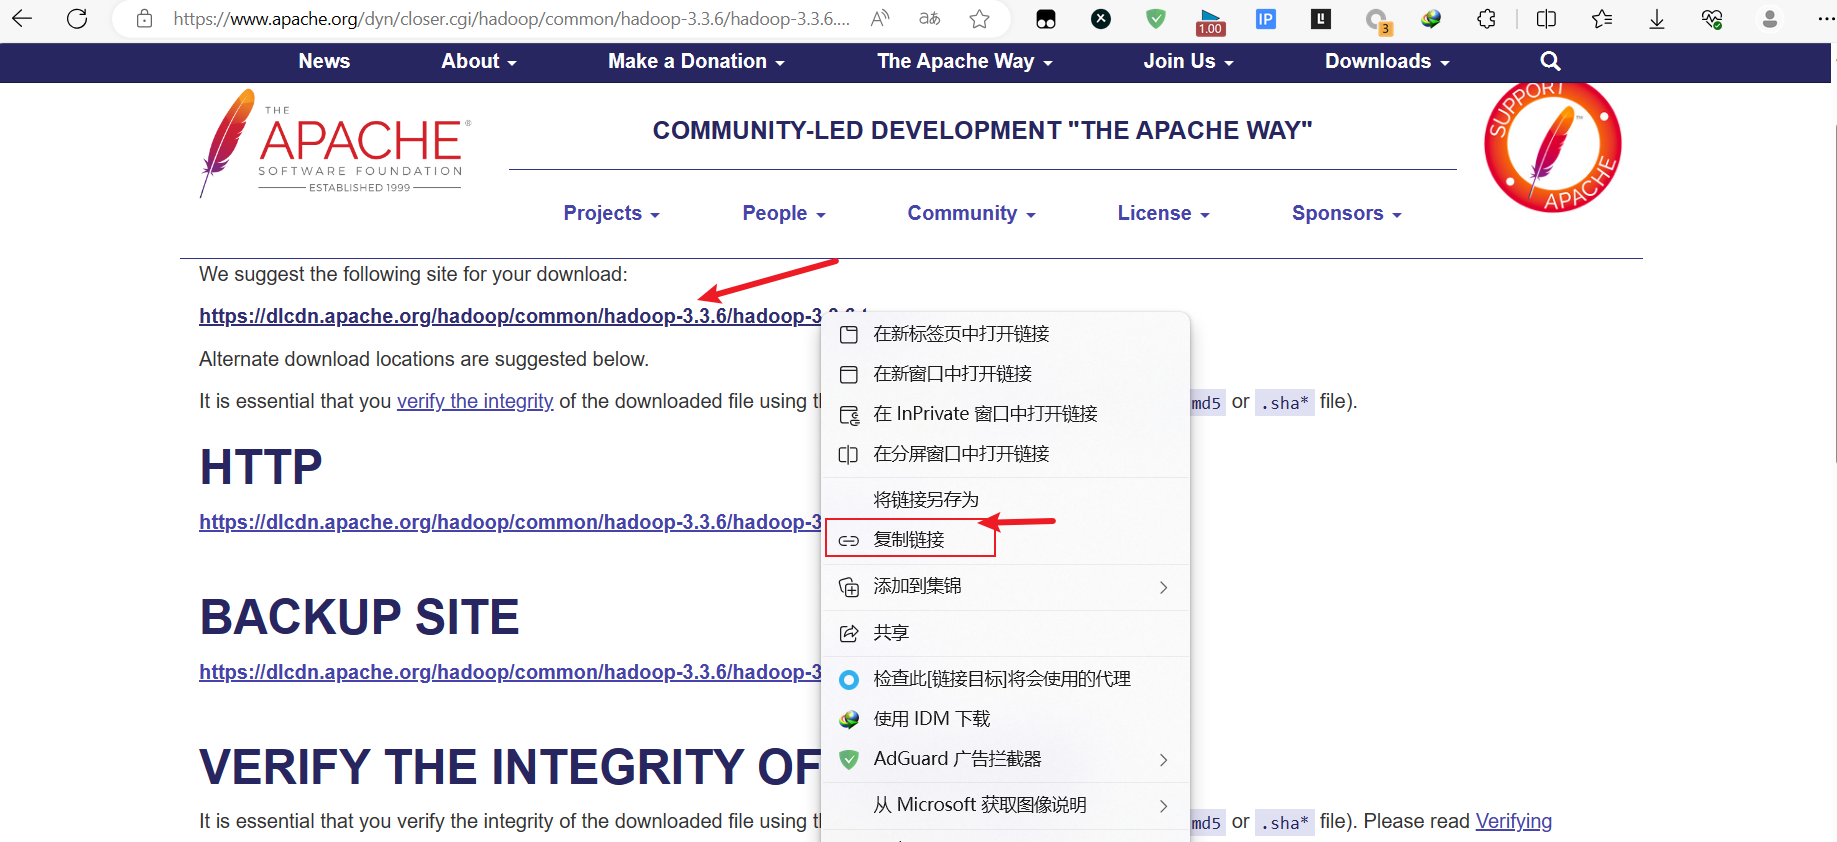 https://www.apache.org/dyn/closer.cgi/hadoop/common/hadoop-3.3.6/hadoop-3.3.6....
1.00
IP
3
News
About
Make a Donation
The Apache Way
Join Us
Downloads
THE
APACHE®
SOFTWARE FOUNDATION
ESTABLISHED 1999
COMMUNITY-LED DEVELOPMENT "THE APACHE WAY"
SUPPORT
APACHE
Projects
People
Community
License
Sponsors
We suggest the following site for your download:
https://dlcdn.apache.org/hadoop/common/hadoop-3.3.6/hadoop-3
Alternate download locations are suggested below.
It is essential that you verify the integrity of the downloaded file using
md5 or .sha* file).
HTTP
https://dlcdn.apache.org/hadoop/common/hadoop-3.3.6/hadoop-3
BACKUP SITE
https://dlcdn.apache.org/hadoop/common/hadoop-3.3.6/hadoop-3
VERIFY THE INTEGRITY OF
It is essential that you verify the integrity of the downloaded file using
md5 or .sha* file). Please read Verifying
在新标签页中打开链接
在新窗口中打开链接
在 InPrivate 窗口中打开链接
在分屏窗口中打开链接
将链接另存为
复制链接
添加到集锦
共享
检查此[链接目标]将会使用的代理
使用 IDM 下载
AdGuard 广告拦截器
从 Microsoft 获取图像说明